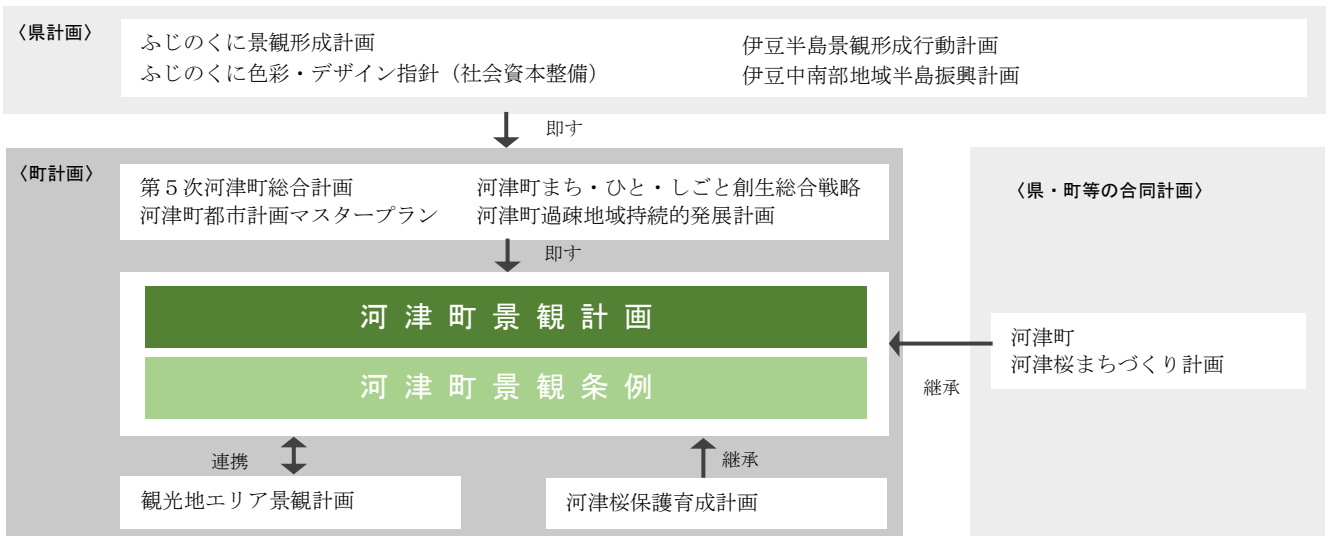 〈県計画〉
ふじのくに景観形成計画
ふじのくに色彩・デザイン指針（社会資本整備）
伊豆半島景観形成行動計画
伊豆中南部地域半島振興計画
即す
〈町計画〉
第５次河津町総合計画
河津町都市計画マスタープラン
河津町まち・ひと・しごと創生総合戦略
河津町過疎地域持続的発展計画
即す
河津町景観計画
河津町景観条例
〈県・町等の合同計画〉
河津町
河津桜まちづくり計画
継承
連携
継承
観光地エリア景観計画
河津桜保護育成計画